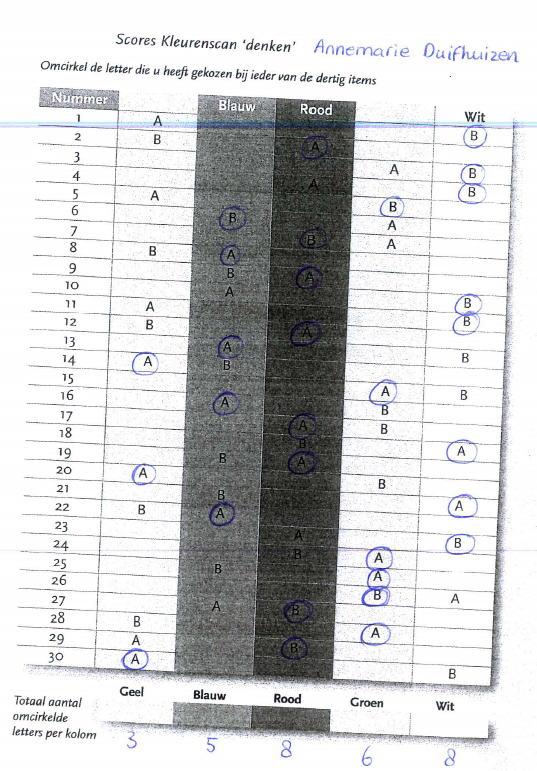 Scores Kleurenscan 'denken' Annemarie Duifhuizen
Omcirkel de letter die u heeft gekozen bij ieder van de dertig items
Nummer Blauw Rood Wit
1 A B
2 B A
3 A B
4 A B
5 A B
6 B A
7 B A
8 B A
9 B A
10 A B
11 A B
12 B A
13 A B
14 A B
15 A B
16 A B
17 A B
18 B A
19 B A
20 A B
21 B A
22 B A
23 A B
24 B A
25 B A
26 B A
27 A B
28 B A
29 A B
30 A B
Totaal aantal omcirkelde letters per kolom
Geel Blauw Rood Groen Wit
3 5 8 6 8